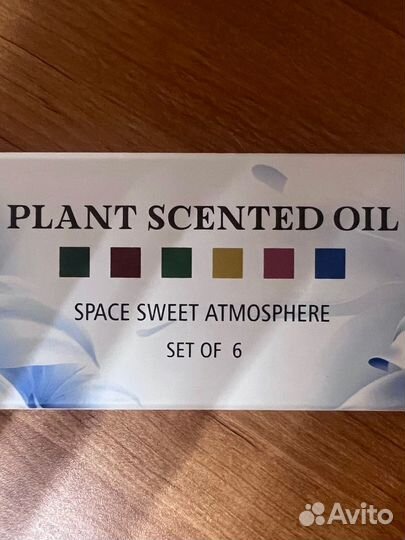 PLANT SCENTED OIL
SPACE SWEET ATMOSPHERE
SET OF 6
Avito